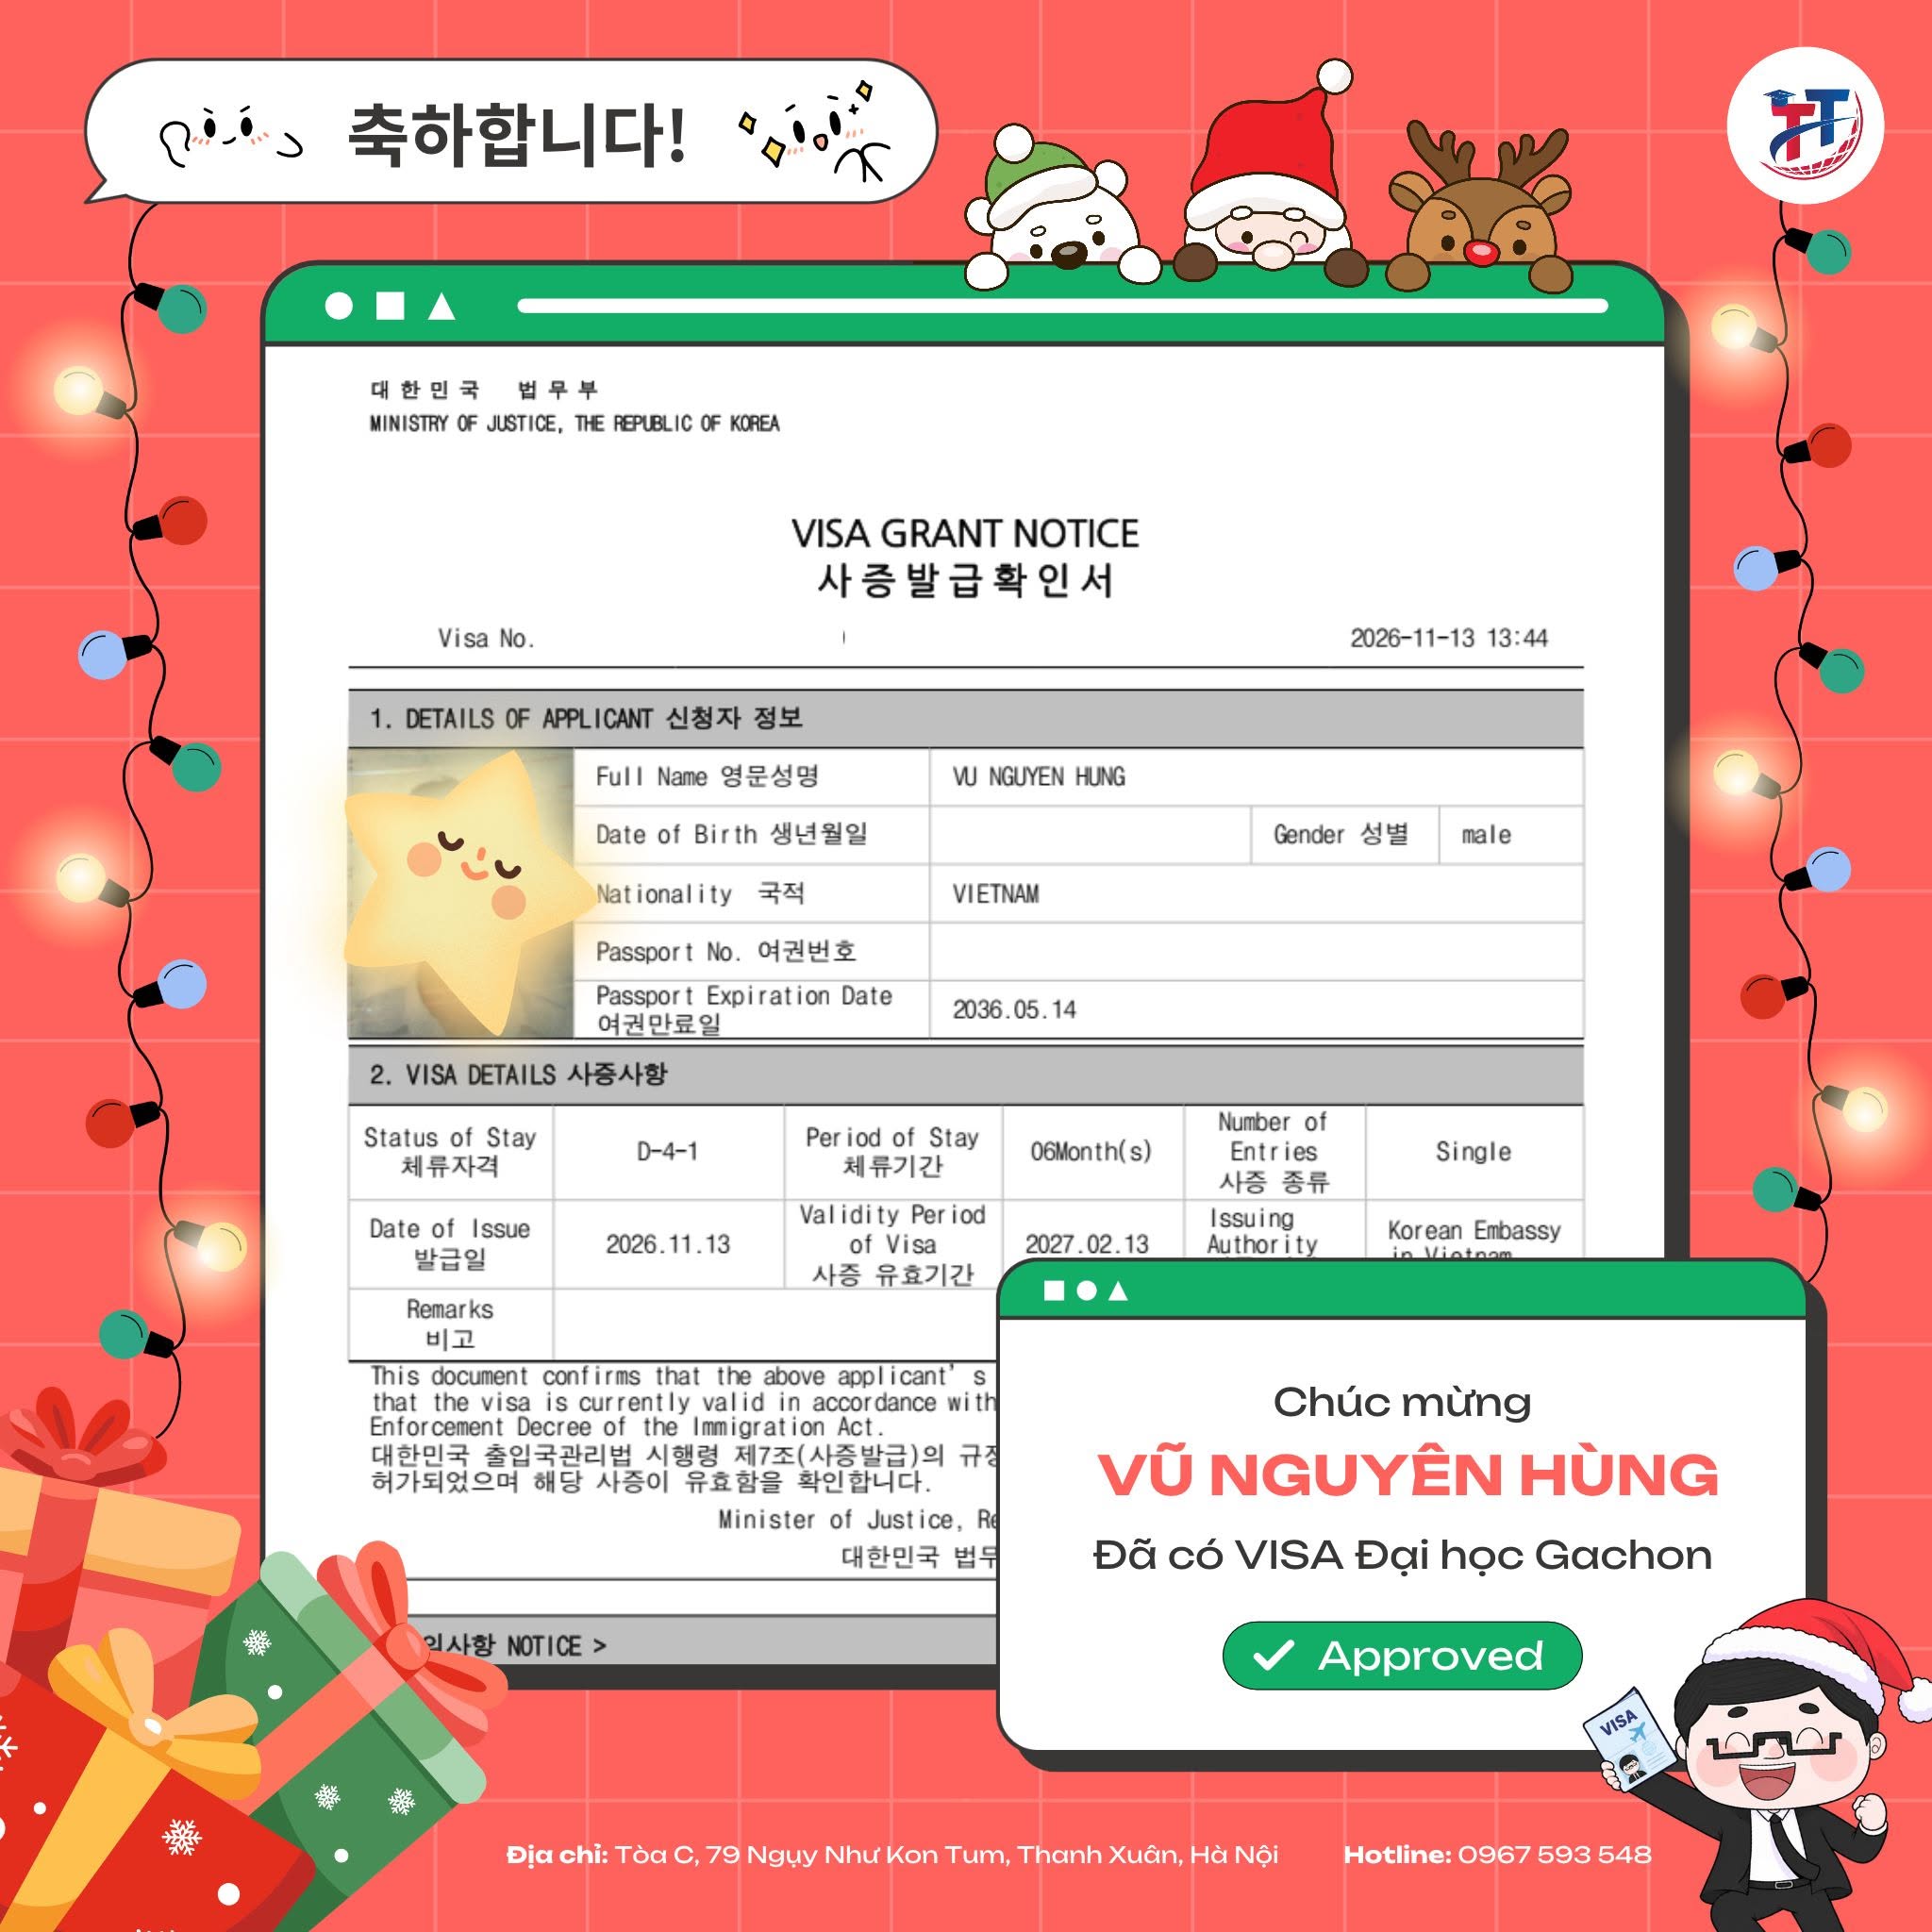 축하합니다!
TT
대한민국 법무부
MINISTRY OF JUSTICE, THE REPUBLIC OF KOREA
VISA GRANT NOTICE
사증발급확인서
Visa No. 2026-11-13 13:44
1. DETAILS OF APPLICANT 신청자 정보
Full Name 영문성명 VU NGUYEN HUNG
Date of Birth 생년월일 Gender 성별 male
Nationality 국적 VIETNAM
Passport No. 여권번호
Passport Expiration Date
여권만료일
2036.05.14
2. VISA DETAILS 사증사항
Status of Stay
체류자격
D-4-1
Period of Stay
체류기간
06Month(s)
Number of
Entries
사증 종류
Single
Date of Issue
발급일
2026.11.13
Validity Period
of Visa
사증 유효기간
2027.02.13
Issuing
Authority
Korean Embassy
in Vietnam
Remarks
비고
This document confirms that the above applicant's
that the visa is currently valid in accordance with
Enforcement Decree of the Immigration Act.
대한민국 출입국관리법 시행령 제7조(사증발급)의
허가되었으며 해당 사증이 유효함을 확인합니다.
Minister of Justice,
대한민국
사항 NOTICE >
Chúc mừng
VŨ NGUYÊN HÙNG
Đã có VISA Đại học Gachon
Approved
VISA
Địa chỉ: Tòa C, 79 Ngụy Như Kon Tum, Thanh Xuân, Hà Nội Hotline: 0967 593 548